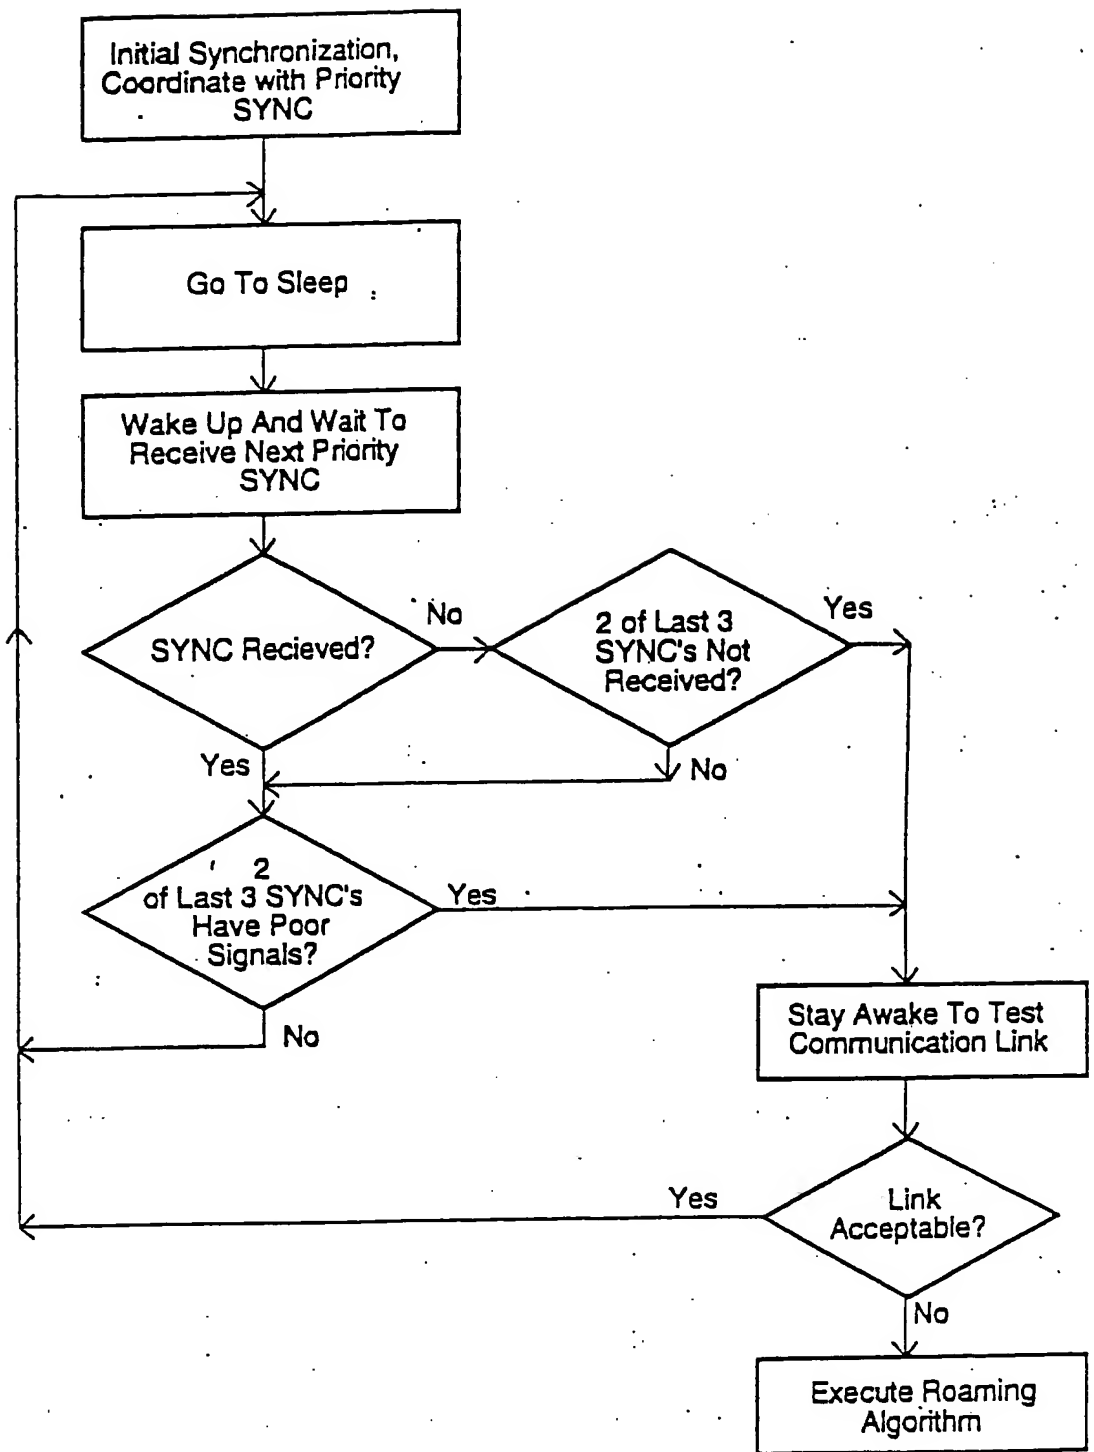 Initial Synchronization,
Coordinate with Priority
SYNC
Go To Sleep
Wake Up And Wait To
Receive Next Priority
SYNC
SYNC Recieved?
No
2 of Last 3
SYNC's Not
Received?
Yes
Yes
No
2
of Last 3 SYNC's
Have Poor
Signals?
Yes
No
Stay Awake To Test
Communication Link
Link
Acceptable?
Yes
No
Execute Roaming
Algorithm